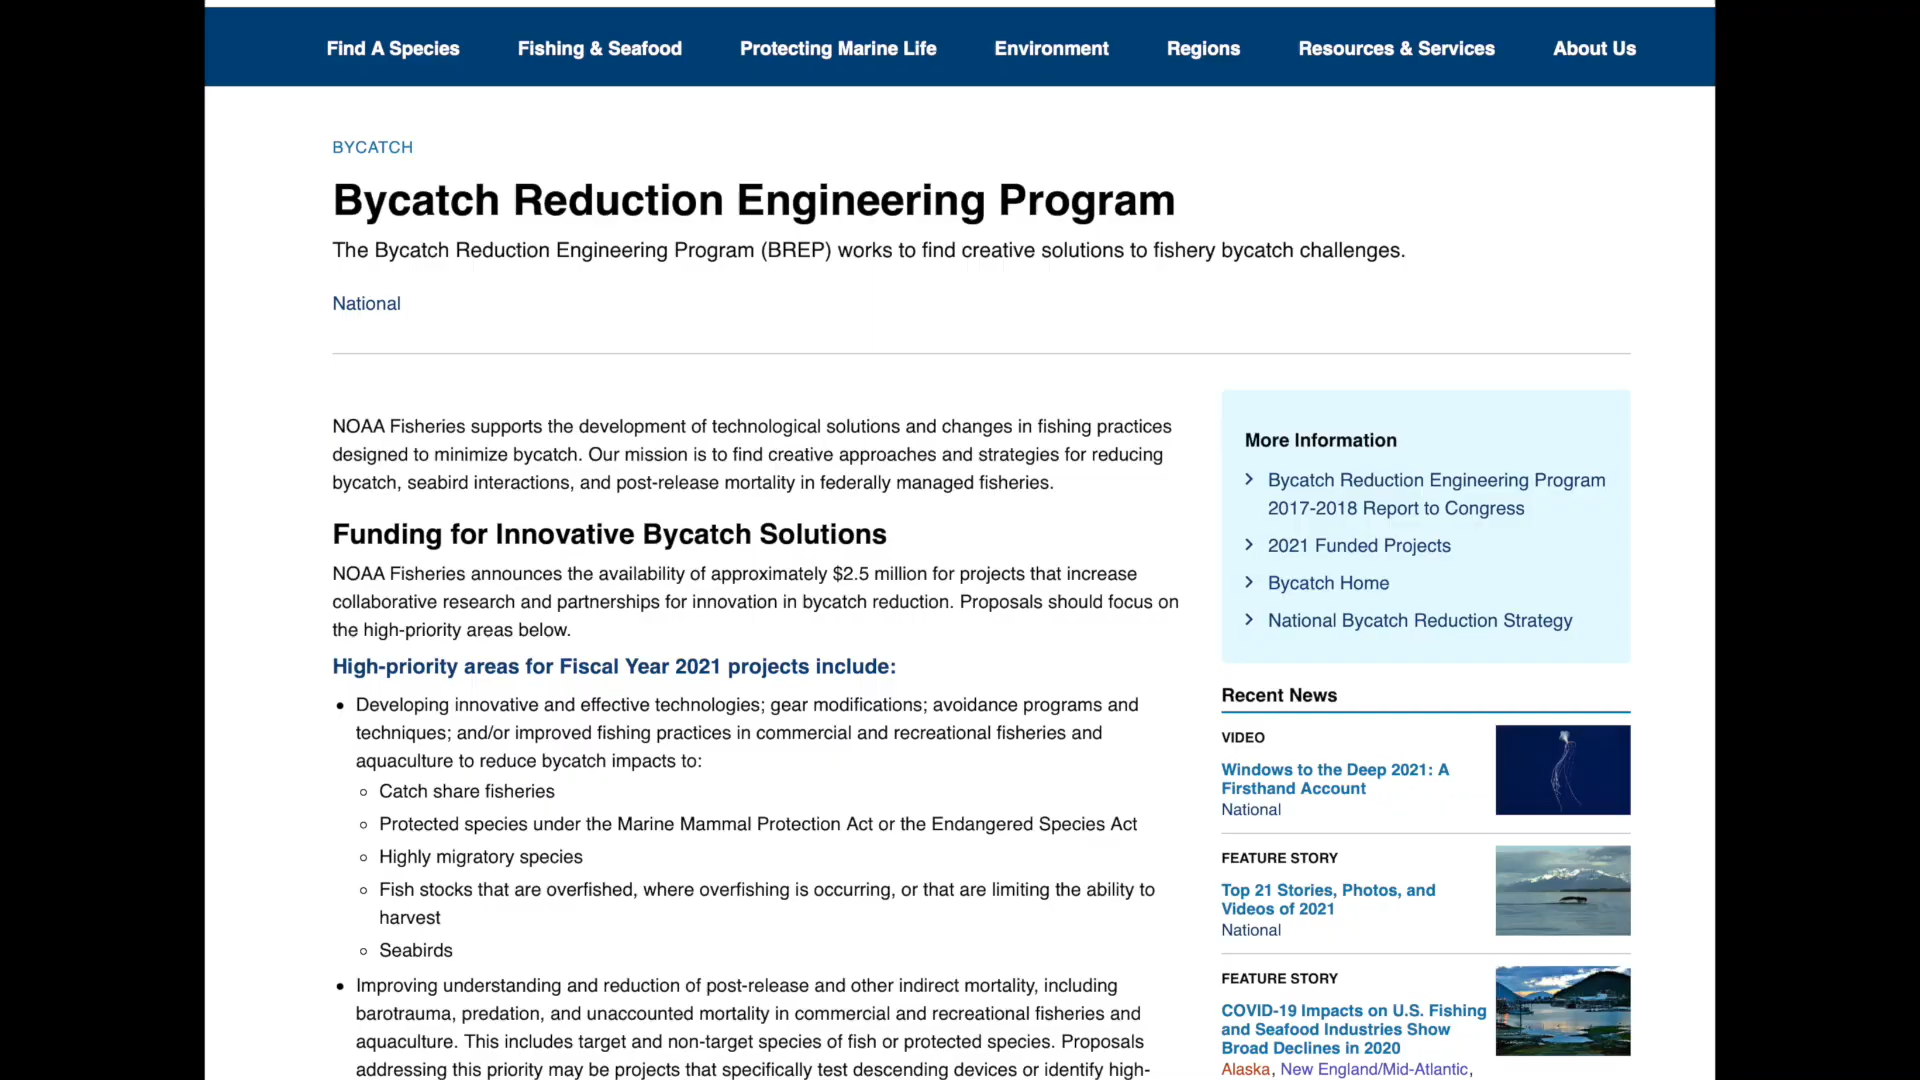 Find A Species Fishing & Seafood Protecting Marine Life Environment Regions Resources & Services About Us
BYCATCH
Bycatch Reduction Engineering Program
The Bycatch Reduction Engineering Program (BREP) works to find creative solutions to fishery bycatch challenges.
National
NOAA Fisheries supports the development of technological solutions and changes in fishing practices
designed to minimize bycatch. Our mission is to find creative approaches and strategies for reducing
bycatch, seabird interactions, and post-release mortality in federally managed fisheries.
Funding for Innovative Bycatch Solutions
NOAA Fisheries announces the availability of approximately $2.5 million for projects that increase
collaborative research and partnerships for innovation in bycatch reduction. Proposals should focus on
the high-priority areas below.
High-priority areas for Fiscal Year 2021 projects include:
Developing innovative and effective technologies; gear modifications; avoidance programs and
techniques; and/or improved fishing practices in commercial and recreational fisheries and
aquaculture to reduce bycatch impacts to:
Catch share fisheries
Protected species under the Marine Mammal Protection Act or the Endangered Species Act
Highly migratory species
Fish stocks that are overfished, where overfishing is occurring, or that are limiting the ability to
harvest
Seabirds
Improving understanding and reduction of post-release and other indirect mortality, including
barotrauma, predation, and unaccounted mortality in commercial and recreational fisheries and
aquaculture. This includes target and non-target species of fish or protected species. Proposals
addressing this priority may be projects that specifically test descending devices or identify high-
More Information
Bycatch Reduction Engineering Program
2017-2018 Report to Congress
2021 Funded Projects
Bycatch Home
National Bycatch Reduction Strategy
Recent News
VIDEO
Windows to the Deep 2021: A
Firsthand Account
National
FEATURE STORY
Top 21 Stories, Photos, and
Videos of 2021
National
FEATURE STORY
COVID-19 Impacts on U.S. Fishing
and Seafood Industries Show
Broad Declines in 2020
Alaska, New England/Mid-Atlantic,